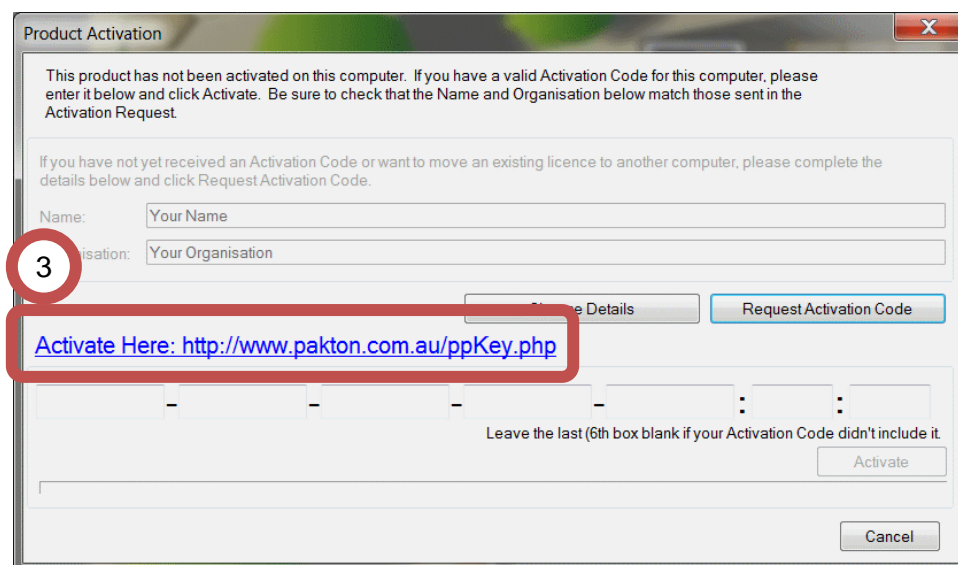 Product Activation
X
This product has not been activated on this computer. If you have a valid Activation Code for this computer, please
enter it below and click Activate. Be sure to check that the Name and Organisation below match those sent in the
Activation Request.
If you have not yet received an Activation Code or want to move an existing licence to another computer, please complete the
details below and click Request Activation Code.
Name: Your Name
isation: Your Organisation
3
Details Request Activation Code
Activate Here: http://www.pakton.com.au/ppKey.php
- - - - : :
Leave the last (6th box blank if your Activation Code didn't include it.
Activate
Cancel